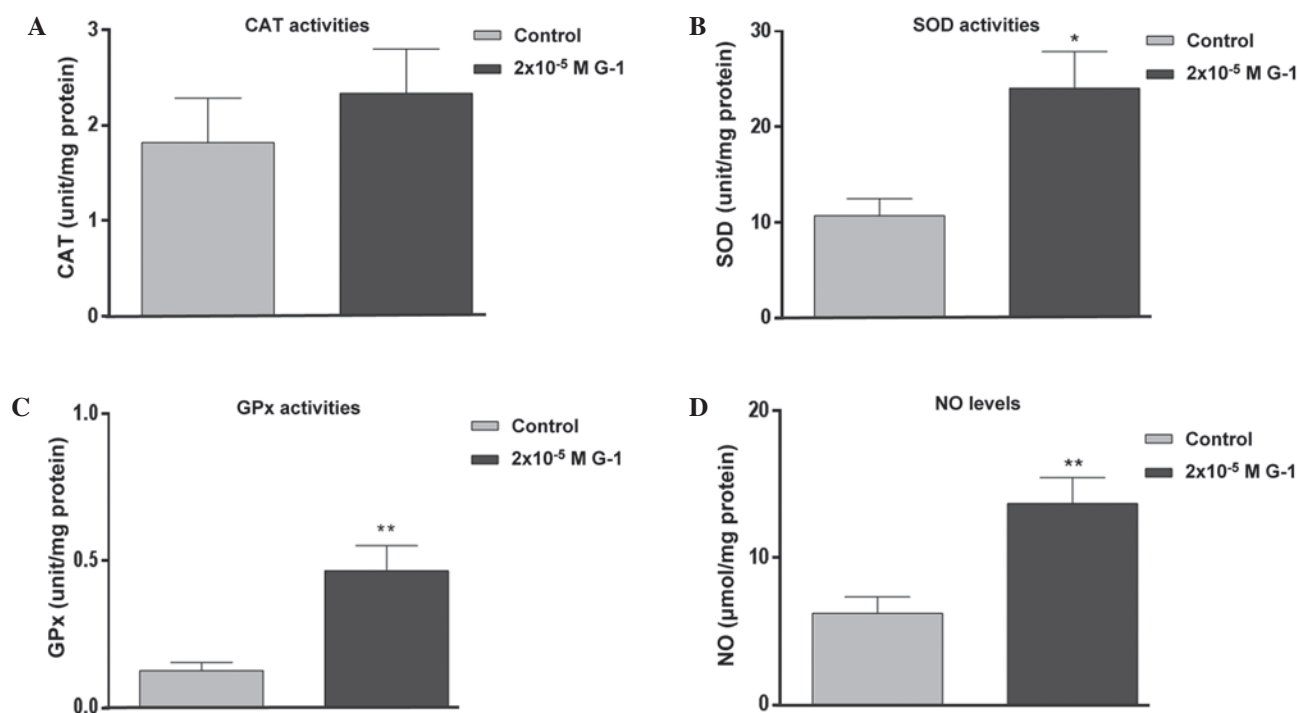 A
CAT activities
CAT (unit/mg protein)
3
2
1
0
Control
2x10⁻⁵ M G-1
B
SOD activities
SOD (unit/mg protein)
30
20
10
0
*
Control
2x10⁻⁵ M G-1
C
GPx activities
GPx (unit/mg protein)
1.0
0.5
0.0
**
Control
2x10⁻⁵ M G-1
D
NO levels
NO (µmol/mg protein)
20
10
0
**
Control
2x10⁻⁵ M G-1